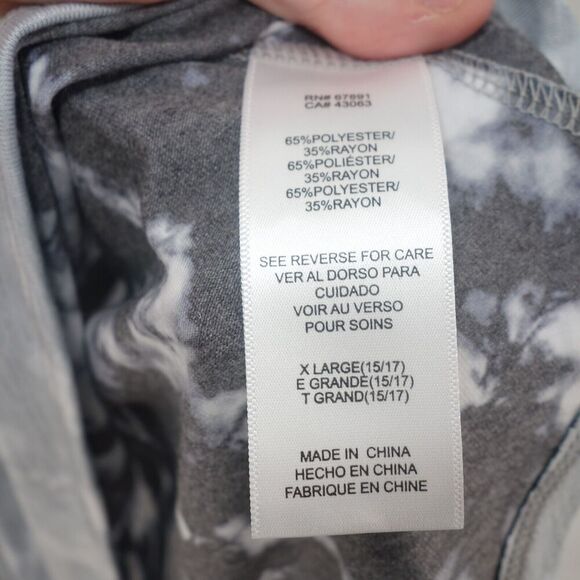 RN# 67891
CA# 43063
65%POLYESTER/
35%RAYON
65%POLIÉSTER/
35%RAYON
65%POLYESTER/
35%RAYON
SEE REVERSE FOR CARE
VER AL DORSO PARA
CUIDADO
VOIR AU VERSO
POUR SOINS
X LARGE(15/17)
E GRANDE(15/17)
T GRAND(15/17)
MADE IN CHINA
HECHO EN CHINA
FABRIQUE EN CHINE